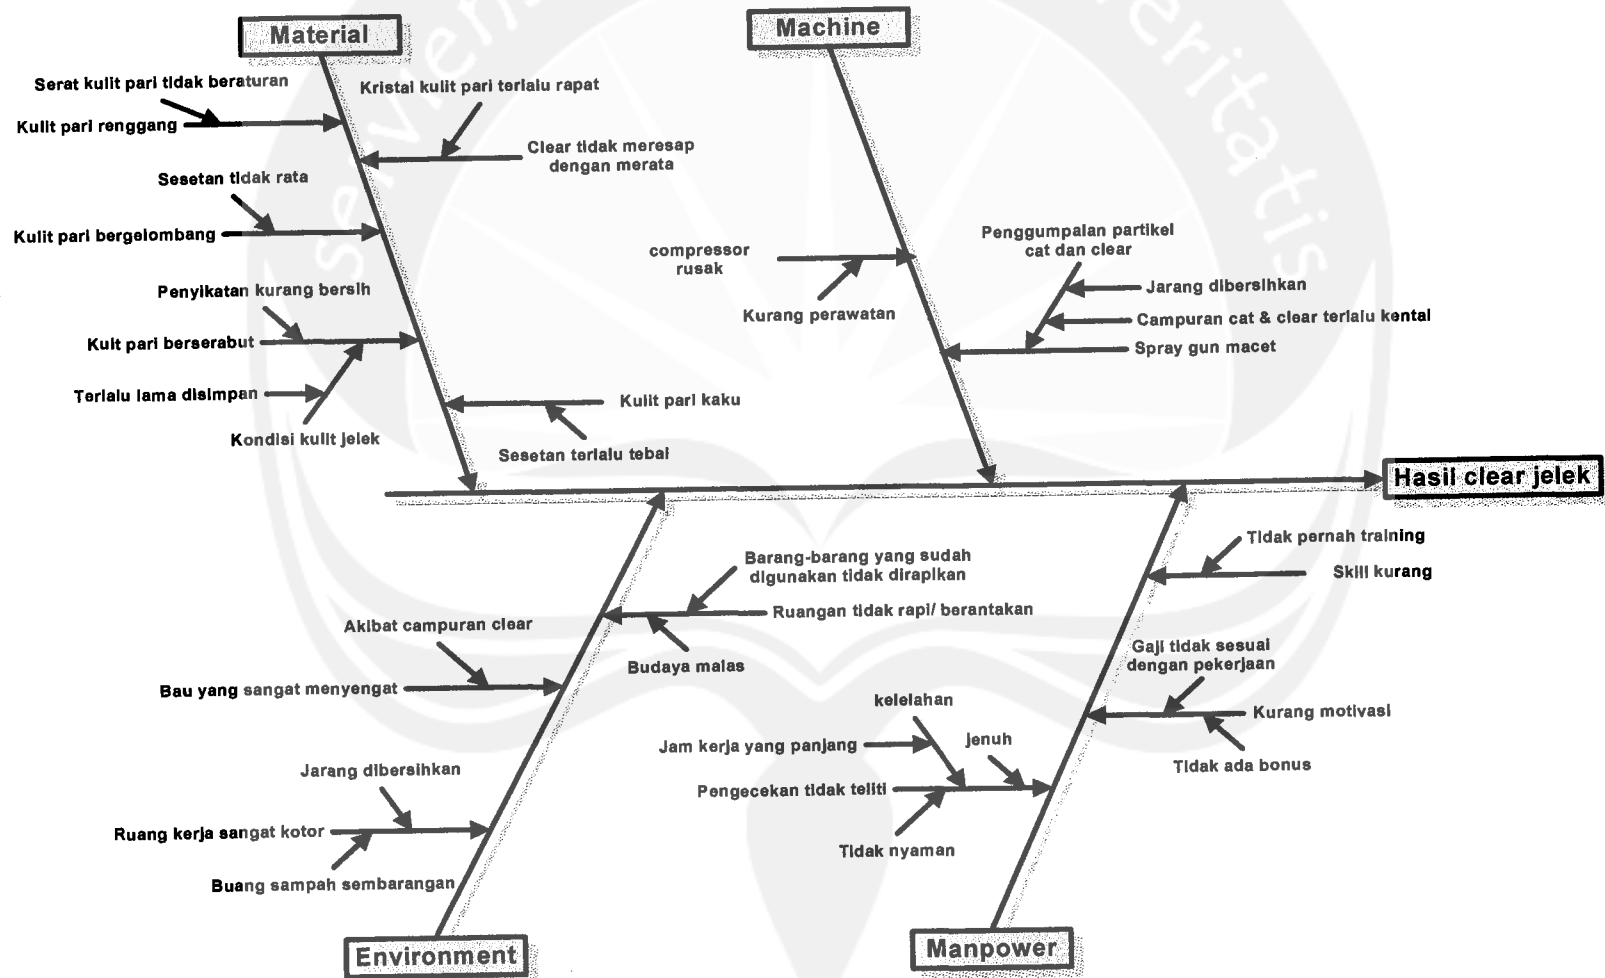 Material
Machine
Serat kulit pari tidak beraturan
Kristal kulit pari terlalu rapat
Kulit pari renggang
Clear tidak meresap
dengan merata
Sesetan tidak rata
Kulit pari bergelombang
Penyikatan kurang bersih
Kulit pari berserabut
Terlalu lama disimpan
Kondisi kulit jelek
Kulit pari kaku
Sesetan terlalu tebal
compressor
rusak
Kurang perawatan
Penggumpalan partikel
cat dan clear
Jarang dibersihkan
Campuran cat & clear terlalu kental
Spray gun macet
Hasil clear jelek
Barang-barang yang sudah
digunakan tidak dirapikan
Ruangan tidak rapi/ berantakan
Akibat campuran clear
Budaya malas
Bau yang sangat menyengat
Jarang dibersihkan
Ruang kerja sangat kotor
Buang sampah sembarangan
Tidak pernah training
Skill kurang
Gaji tidak sesuai
dengan pekerjaan
Kurang motivasi
Tidak ada bonus
kelelahan
Jam kerja yang panjang
jenuh
Pengecekan tidak teliti
Tidak nyaman
Environment
Manpower